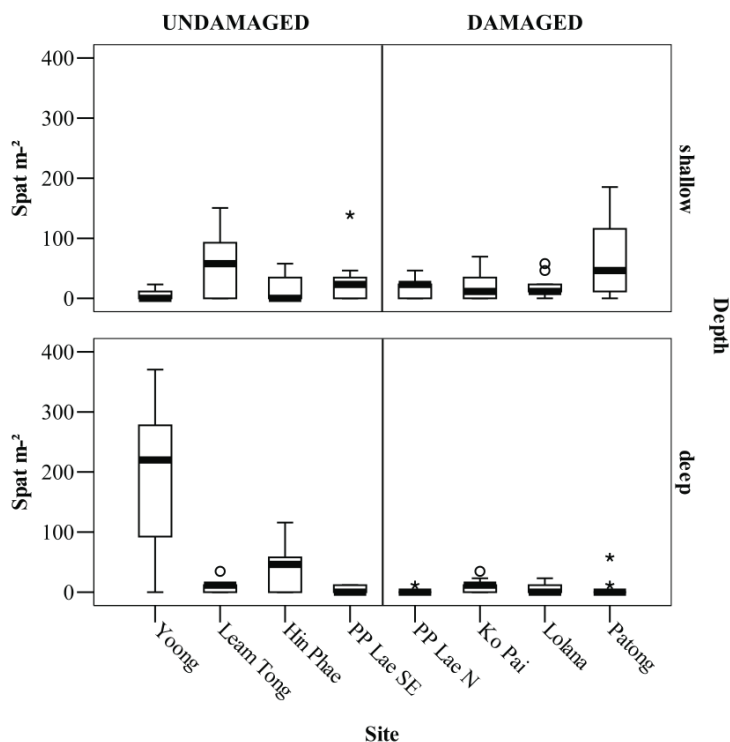 UNDAMAGED DAMAGED
400
300
200
100
0
Spat m-²
shallow
400
300
200
100
0
Spat m-²
deep
Depth
Yoong
Leam Tong
Hin Phae
PP Lae SE
PP Lae N
Ko Pai
Lolana
Patong
Site